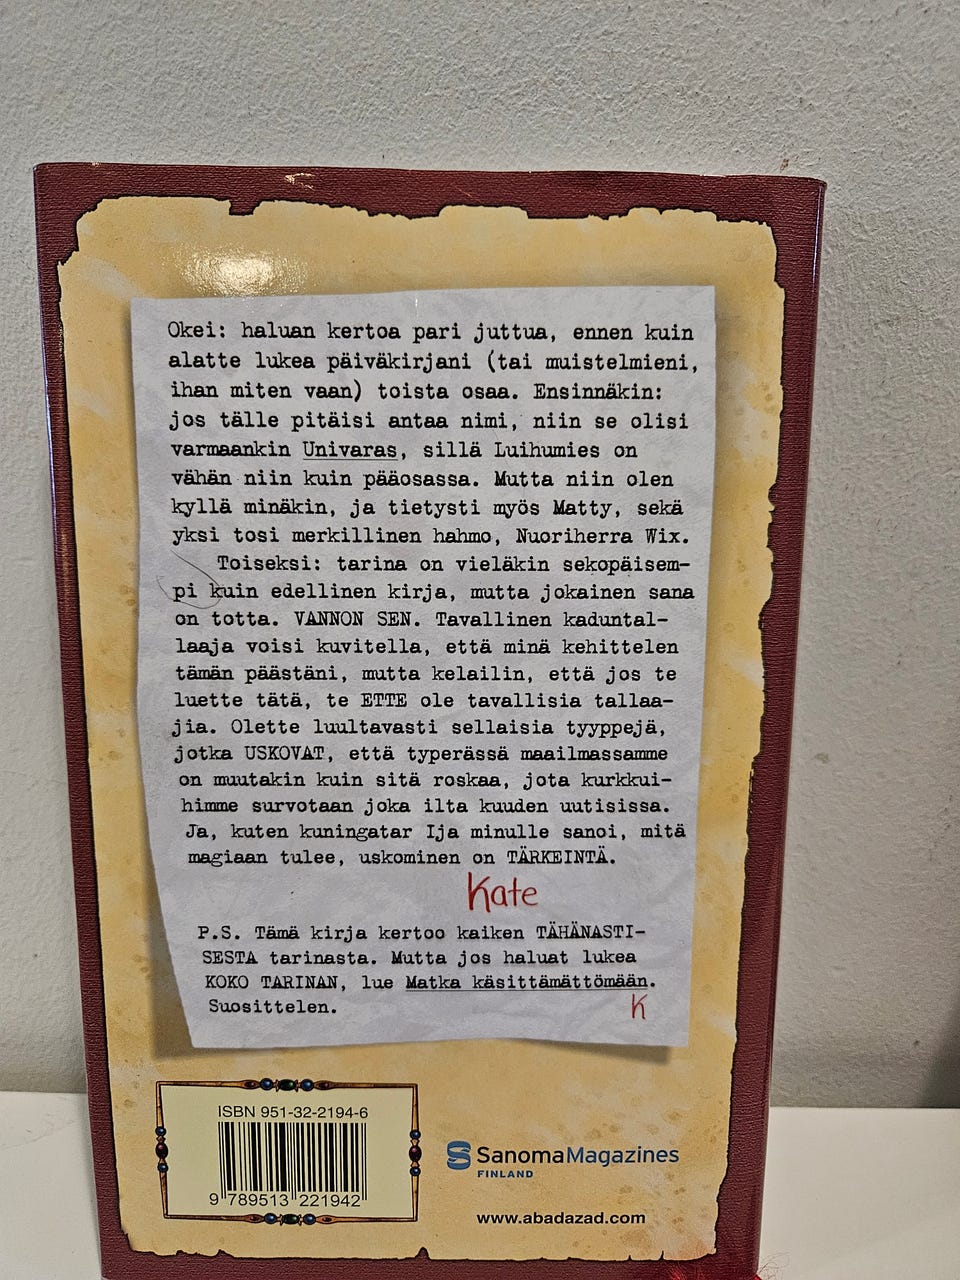 Okei: haluan kertoa pari juttua, ennen kuin
alatte lukea päiväkirjani (tai muistelmieni,
ihan miten vaan) toista osaa. Ensinnäkin:
jos tälle pitäisi antaa nimi, niin se olisi
varmaankin Univaras, sillä Luihumies on
vähän niin kuin pääosassa. Mutta niin olen
kyllä minäkin, ja tietysti myös Matty, sekä
yksi tosi merkillinen hahmo, Nuoriherra Wix.
Toiseksi: tarina on vieläkin sekopäisem-
pi kuin edellinen kirja, mutta jokainen sana
on totta. VANNON SEN. Tavallinen kaduntal-
laaja voisi kuvitella, että minä kehittelen
tämän päästäni, mutta kelailin, että jos te
luette tätä, te ETTE ole tavallisia tallaa-
jia. Olette luultavasti sellaisia tyyppejä,
jotka USKOVAT, että typerässä maailmassamme
on muutakin kuin sitä roskaa, jota kurkkui-
himme survotaan joka ilta kuuden uutisissa.
Ja, kuten kuningatar Ija minulle sanoi, mitä
magiaan tulee, uskominen on TÄRKEINTÄ.
Kate
P.S. Tämä kirja kertoo kaiken TÄHÄNASTI-
SESTA tarinasta. Mutta jos haluat lukea
KOKO TARINAN, lue Matka käsittämättömään.
Suosittelen.
K
ISBN 951-32-2194-6
9 789513 221942
SanomaMagazines
FINLAND
www.abadazad.com